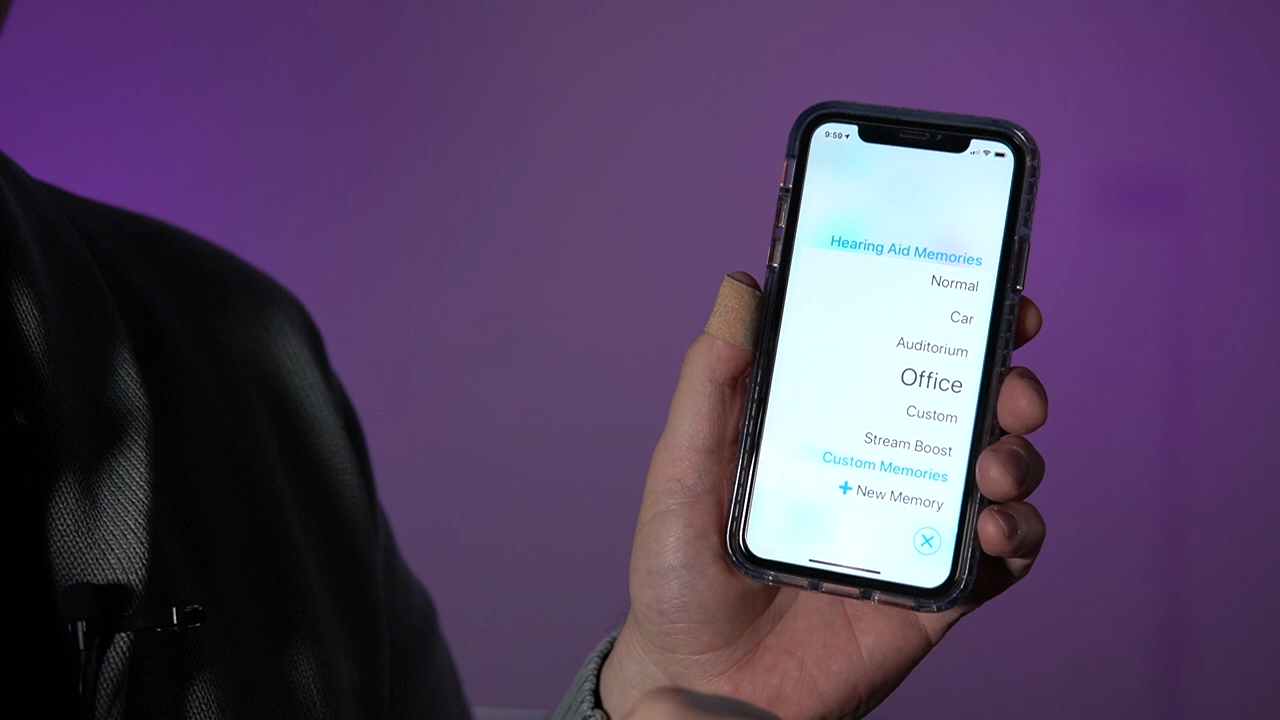 9:59
Hearing Aid Memories
Normal
Car
Auditorium
Office
Custom
Stream Boost
Custom Memories
+ New Memory